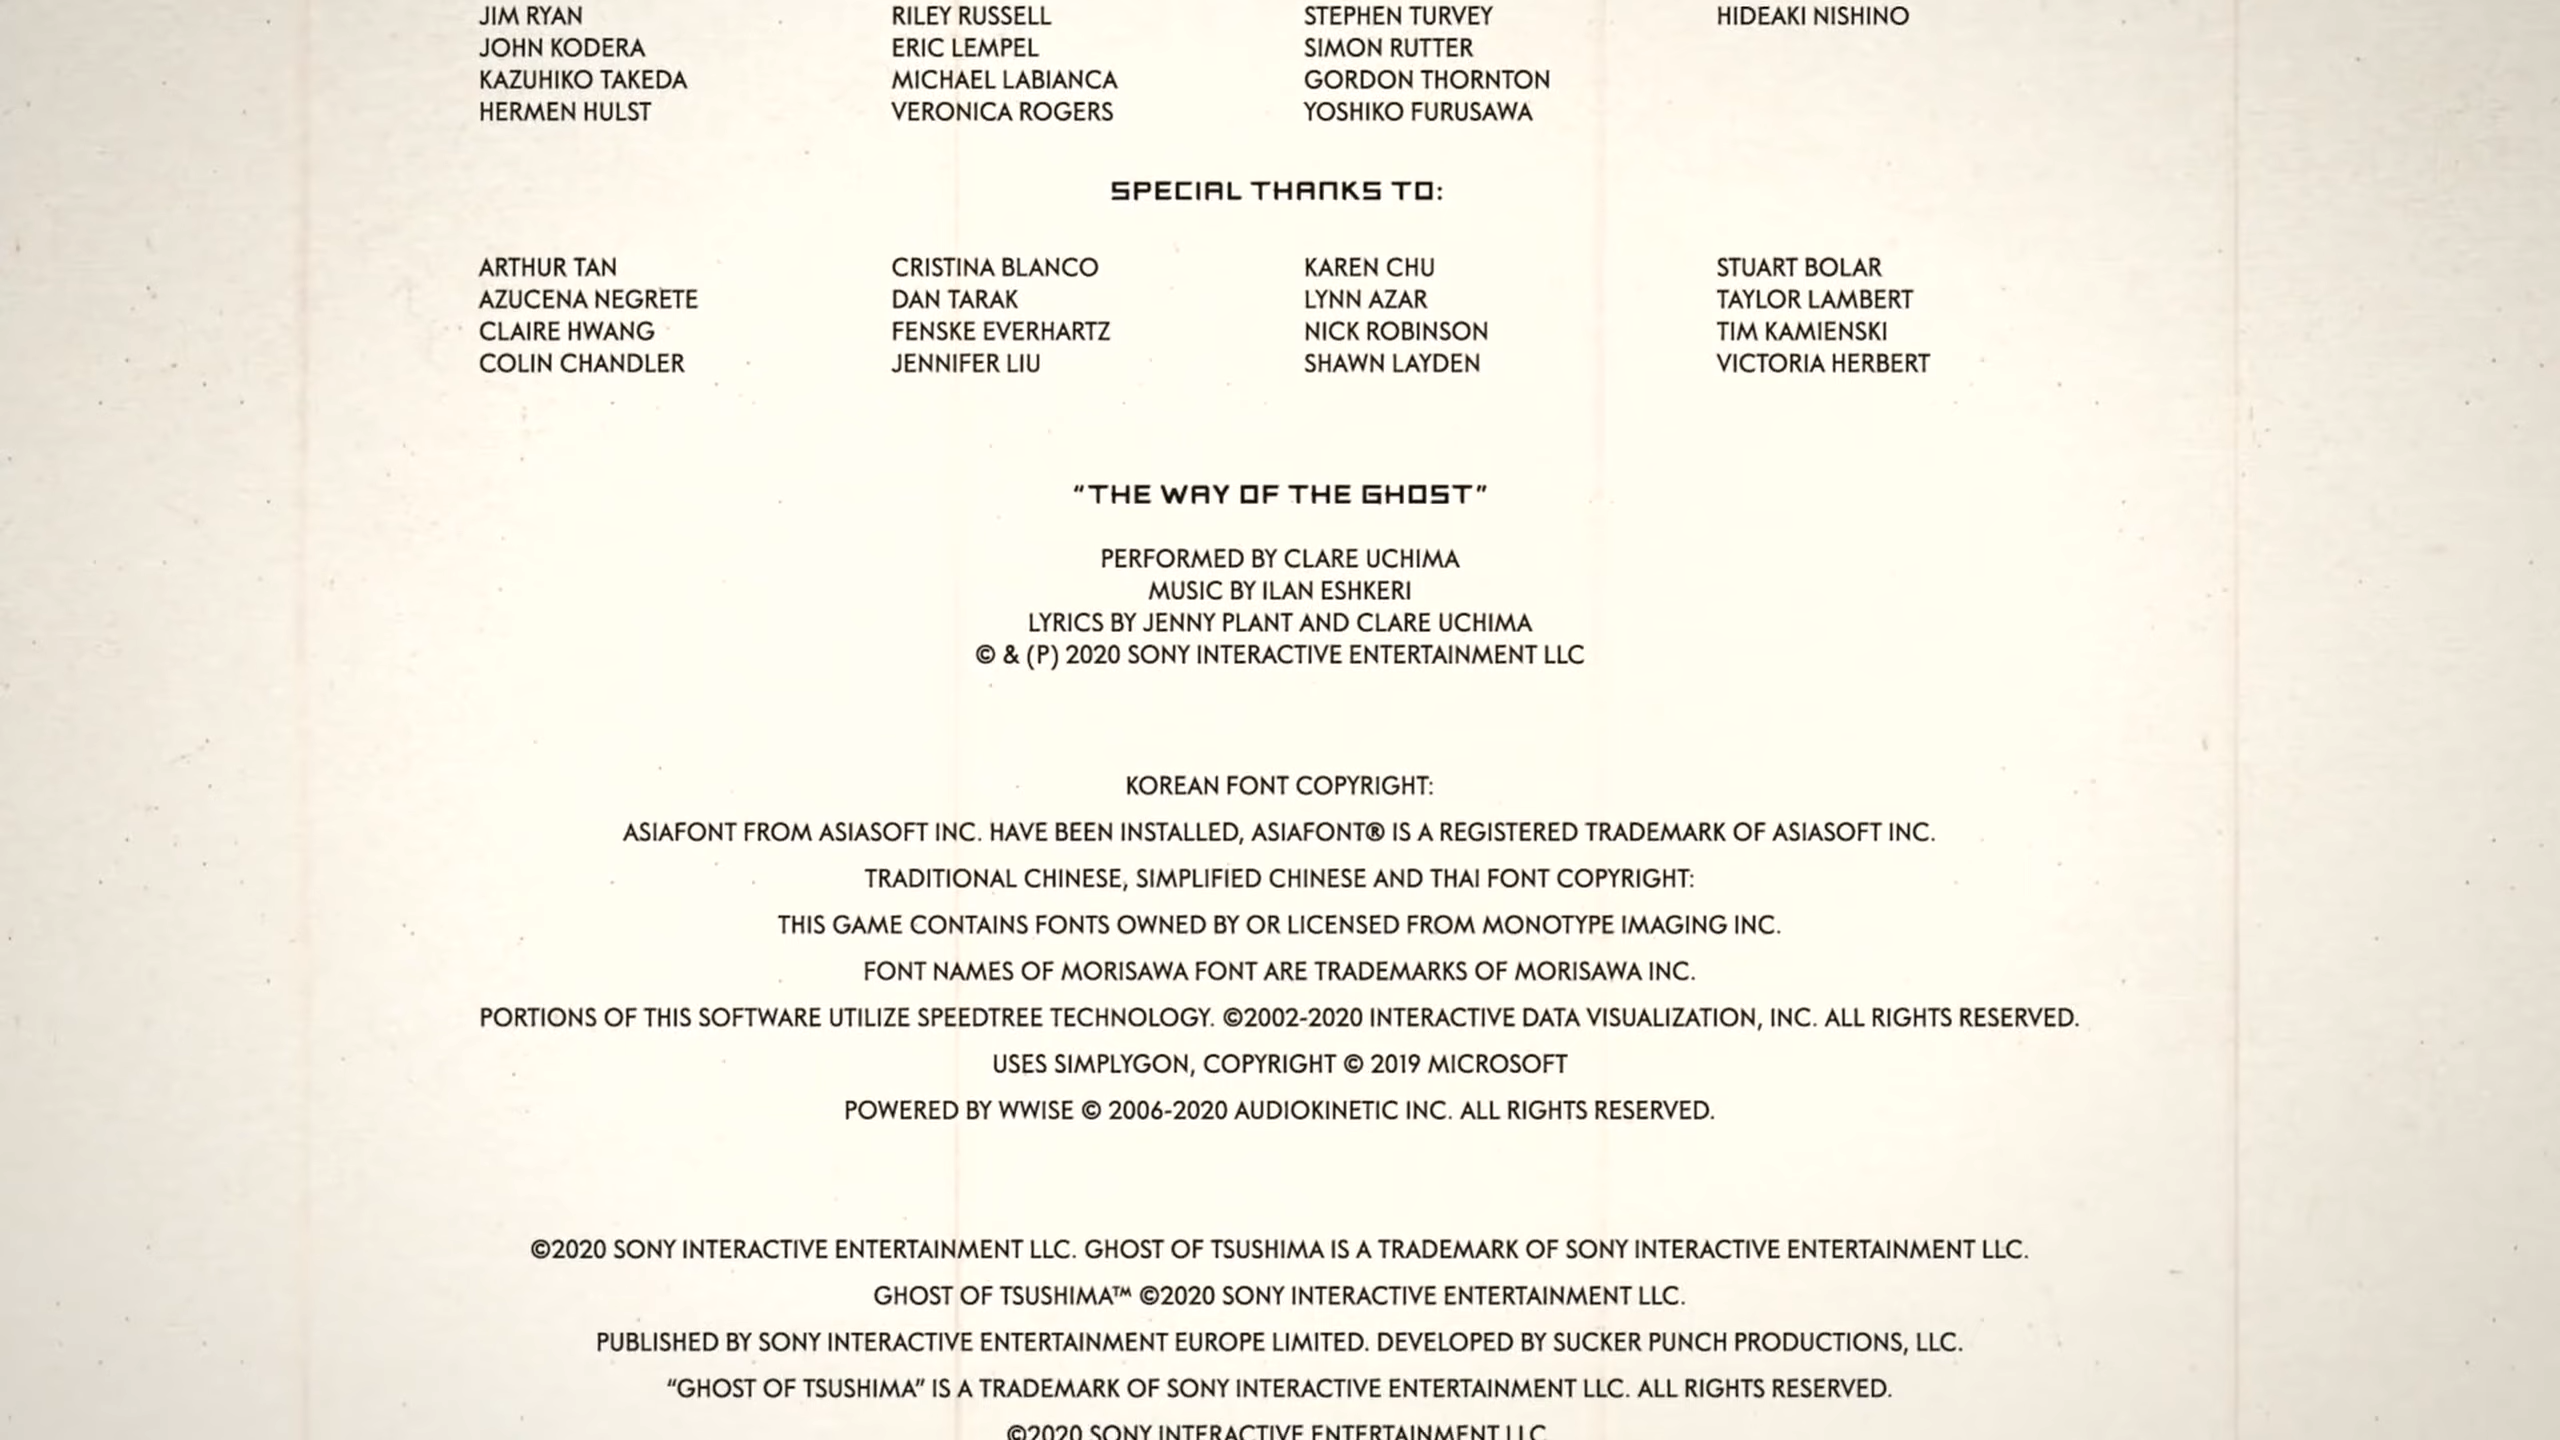 JIM RYAN RILEY RUSSELL STEPHEN TURVEY HIDEAKI NISHINO
JOHN KODERA ERIC LEMPEL SIMON RUTTER
KAZUHIKO TAKEDA MICHAEL LABIANCA GORDON THORNTON
HERMEN HULST VERONICA ROGERS YOSHIKO FURUSAWA
SPECIAL THANKS TO:
ARTHUR TAN CRISTINA BLANCO KAREN CHU STUART BOLAR
AZUCENA NEGRETE DAN TARAK LYNN AZAR TAYLOR LAMBERT
CLAIRE HWANG FENSKE EVERHARTZ NICK ROBINSON TIM KAMIENSKI
COLIN CHANDLER JENNIFER LIU SHAWN LAYDEN VICTORIA HERBERT
“THE WAY OF THE GHOST”
PERFORMED BY CLARE UCHIMA
MUSIC BY ILAN ESHKERI
LYRICS BY JENNY PLANT AND CLARE UCHIMA
© & (P) 2020 SONY INTERACTIVE ENTERTAINMENT LLC
KOREAN FONT COPYRIGHT:
ASIAFONT FROM ASIASOFT INC. HAVE BEEN INSTALLED, ASIAFONT® IS A REGISTERED TRADEMARK OF ASIASOFT INC.
TRADITIONAL CHINESE, SIMPLIFIED CHINESE AND THAI FONT COPYRIGHT:
THIS GAME CONTAINS FONTS OWNED BY OR LICENSED FROM MONOTYPE IMAGING INC.
FONT NAMES OF MORISAWA FONT ARE TRADEMARKS OF MORISAWA INC.
PORTIONS OF THIS SOFTWARE UTILIZE SPEEDTREE TECHNOLOGY. ©2002-2020 INTERACTIVE DATA VISUALIZATION, INC. ALL RIGHTS RESERVED.
USES SIMPLYGON, COPYRIGHT © 2019 MICROSOFT
POWERED BY WWISE © 2006-2020 AUDIOKINETIC INC. ALL RIGHTS RESERVED.
©2020 SONY INTERACTIVE ENTERTAINMENT LLC. GHOST OF TSUSHIMA IS A TRADEMARK OF SONY INTERACTIVE ENTERTAINMENT LLC.
GHOST OF TSUSHIMA™ ©2020 SONY INTERACTIVE ENTERTAINMENT LLC.
PUBLISHED BY SONY INTERACTIVE ENTERTAINMENT EUROPE LIMITED. DEVELOPED BY SUCKER PUNCH PRODUCTIONS, LLC.
“GHOST OF TSUSHIMA” IS A TRADEMARK OF SONY INTERACTIVE ENTERTAINMENT LLC. ALL RIGHTS RESERVED.
©2020 SONY INTERACTIVE ENTERTAINMENT LLC